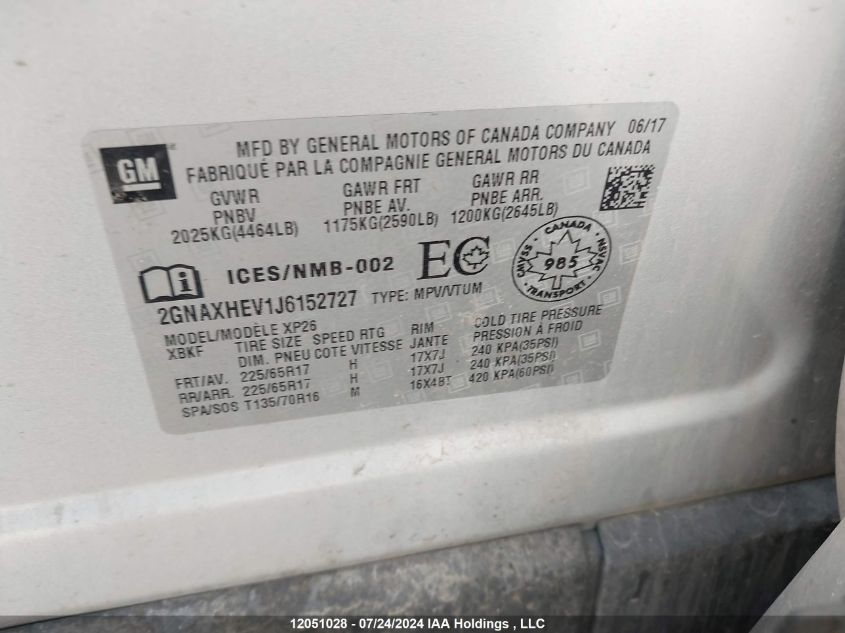 GM
MFD BY GENERAL MOTORS OF CANADA COMPANY 06/17
FABRIQUÉ PAR LA COMPAGNIE GENERAL MOTORS DU CANADA
GVWR GAWR FRT GAWR RR
PNBV PNBE AV. PNBE ARR.
2025KG(4464LB) 1175KG(2590LB) 1200KG(2645LB)
i ICES/NMB-002 EC
CANADA
CMVSS 985 NSVAC
TRANSPORT
2GNAXHEV1J6152727 TYPE: MPV/VTUM
MODEL/MODÈLE XP26
XBKF TIRE SIZE SPEED RTG RIM COLD TIRE PRESSURE
DIM. PNEU COTE VITESSE JANTE PRESSION À FROID
FRT/AV. 225/65R17 H 17X7J 240 KPA(35PSI)
RR/ARR. 225/65R17 H 17X7J 240 KPA(35PSI)
SPA/SOS T135/70R16 M 16X4BT 420 KPA(60PSI)
12051028 - 07/24/2024 IAA Holdings , LLC